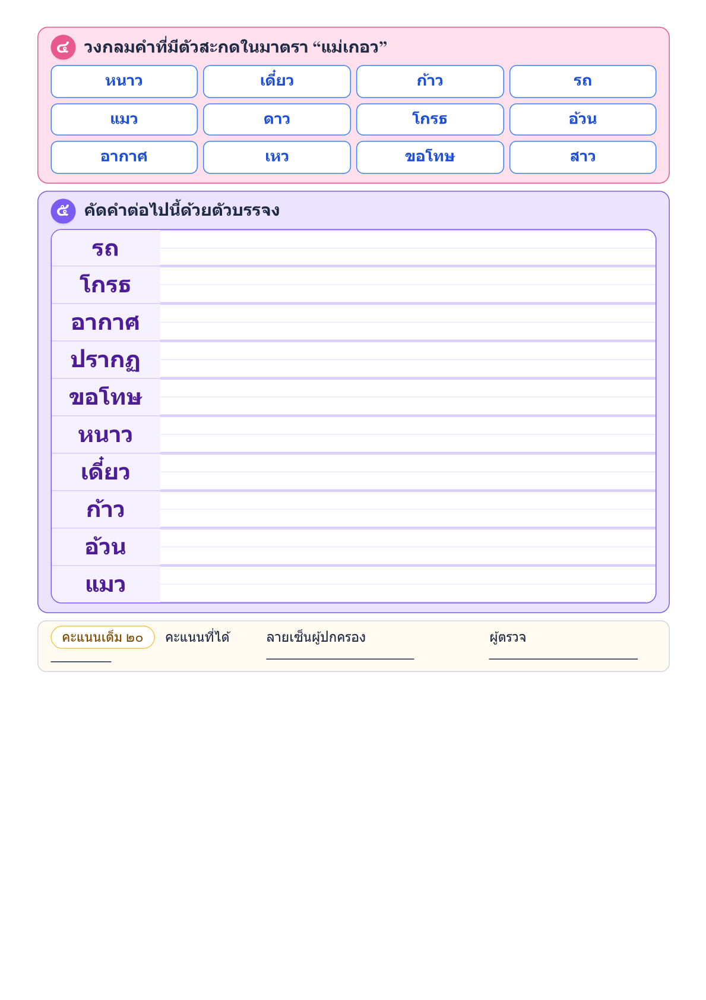 ๔ วงกลมคำที่มีตัวสะกดในมาตรา “แม่เกอว”
หนาว เดี๋ยว ก้าว รถ
แมว ดาว โกรธ อ้วน
อากาศ เหว ขอโทษ สาว
๕ คัดคำต่อไปนี้ด้วยตัวบรรจง
รถ
โกรธ
อากาศ
ปรากฏ
ขอโทษ
หนาว
เดี๋ยว
ก้าว
อ้วน
แมว
คะแนนเต็ม ๒๐ คะแนนที่ได้ ลายเซ็นผู้ปกครอง ผู้ตรวจ